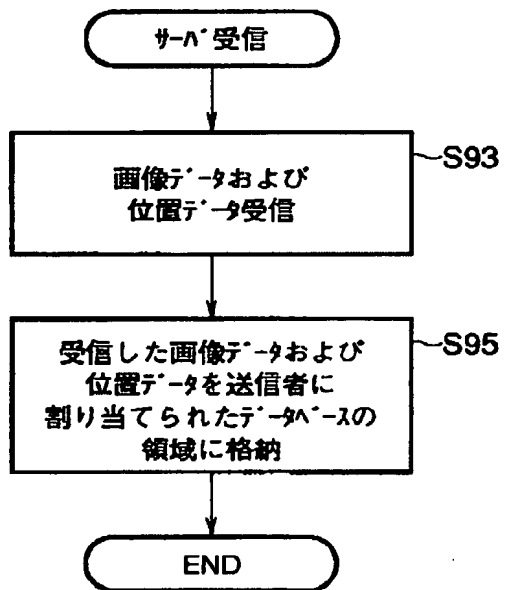 ｻｰﾊﾞ受信
画像ﾃﾞｰﾀおよび
位置ﾃﾞｰﾀ受信
S93
受信した画像ﾃﾞｰﾀおよび
位置ﾃﾞｰﾀを送信者に
割り当てられたﾃﾞｰﾀﾍﾞｰｽの
領域に格納
S95
END